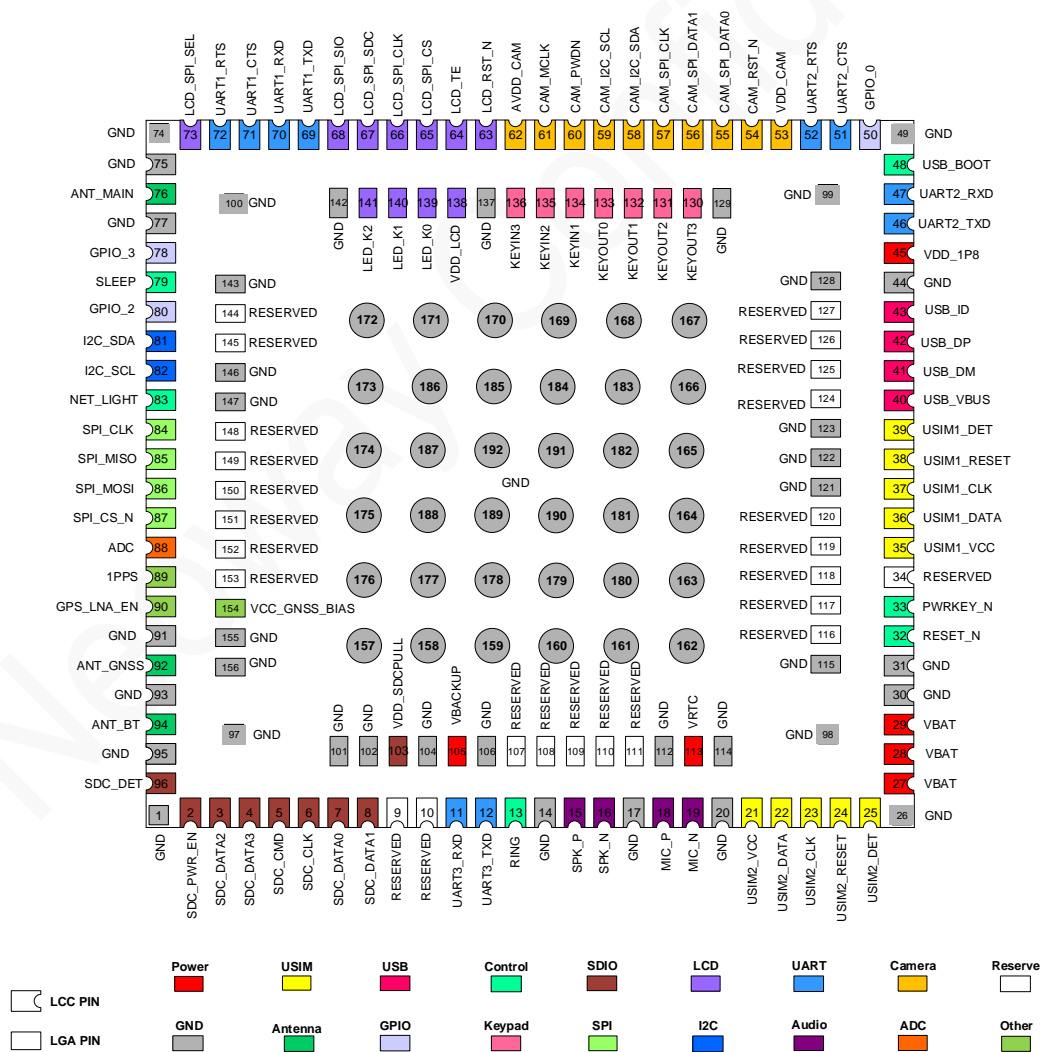 LCD_SPI_SEL
UART1_RTS
UART1_CTS
UART1_RXD
UART1_TXD
LCD_SPI_SIO
LCD_SPI_SDC
LCD_SPI_CLK
LCD_SPI_CS
LCD_TE
LCD_RST_N
AVDD_CAM
CAM_MCLK
CAM_PWDN
CAM_I2C_SCL
CAM_I2C_SDA
CAM_SPI_CLK
CAM_SPI_DATA1
CAM_SPI_DATA0
CAM_RST_N
VDD_CAM
UART2_RTS
UART2_CTS
GPIO_0
GND 74 73 72 71 70 69 68 67 66 65 64 63 62 61 60 59 58 57 56 55 54 53 52 51 50 49 GND
GND 75
48 USB_BOOT
ANT_MAIN 76
100 GND
142 141 140 139 138 137 136 135 134 133 132 131 130 129
GND 99
47 UART2_RXD
GND 77
46 UART2_TXD
GND
LED_K2
LED_K1
LED_K0
VDD_LCD
GND
KEYIN3
KEYIN2
KEYIN1
KEYOUT0
KEYOUT1
KEYOUT2
KEYOUT3
GND
GPIO_3 78
45 VDD_1P8
SLEEP 79
143 GND
GND 128
44 GND
GPIO_2 80
144 RESERVED
172 171 170 169 168 167
RESERVED 127
43 USB_ID
I2C_SDA 81
145 RESERVED
RESERVED 126
42 USB_DP
I2C_SCL 82
146 GND
173 186 185 184 183 166
RESERVED 125
41 USB_DM
NET_LIGHT 83
147 GND
RESERVED 124
40 USB_VBUS
SPI_CLK 84
148 RESERVED
GND 123
39 USIM1_DET
SPI_MISO 85
149 RESERVED
174 187 192 191 182 165
GND 122
38 USIM1_RESET
GND
SPI_MOSI 86
150 RESERVED
GND 121
37 USIM1_CLK
SPI_CS_N 87
151 RESERVED
175 188 189 190 181 164
RESERVED 120
36 USIM1_DATA
ADC 88
152 RESERVED
RESERVED 119
35 USIM1_VCC
1PPS 89
153 RESERVED
176 177 178 179 180 163
RESERVED 118
34 RESERVED
GPS_LNA_EN 90
154 VCC_GNSS_BIAS
RESERVED 117
33 PWRKEY_N
GND 91
155 GND
157 158 159 160 161 162
RESERVED 116
32 RESET_N
ANT_GNSS 92
156 GND
GND 115
31 GND
GND 93
30 GND
GND
GND
VDD_SDCPULL
GND
VBACKUP
GND
RESERVED
RESERVED
RESERVED
RESERVED
RESERVED
GND
VRTC
GND
ANT_BT 94
97 GND
GND 98
29 VBAT
GND 95
101 102 103 104 105 106 107 108 109 110 111 112 113 114
28 VBAT
SDC_DET 96
27 VBAT
1 2 3 4 5 6 7 8 9 10 11 12 13 14 15 16 17 18 19 20 21 22 23 24 25 26 GND
GND
SDC_PWR_EN
SDC_DATA2
SDC_DATA3
SDC_CMD
SDC_CLK
SDC_DATA0
SDC_DATA1
RESERVED
RESERVED
UART3_RXD
UART3_TXD
RING
GND
SPK_P
SPK_N
GND
MIC_P
MIC_N
GND
USIM2_VCC
USIM2_DATA
USIM2_CLK
USIM2_RESET
USIM2_DET
Power USIM USB Control SDIO LCD UART Camera Reserve
LCC PIN
GND Antenna GPIO Keypad SPI I2C Audio ADC Other
LGA PIN